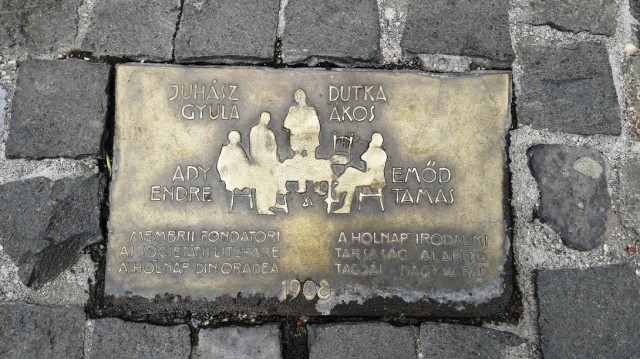 JUHÁSZ
GYULA
DUTKA
ÁKOS
ADY
ENDRE
EMŐD
TAMÁS
MEMBRII FONDATORI
AI SOCIETĂȚII LITERARE
A HOLNAP DIN ORADEA
A HOLNAP IRODALMI
TÁRSASÁG ALAPÍTÓ
TAGJAI NAGYVÁRAD
1908